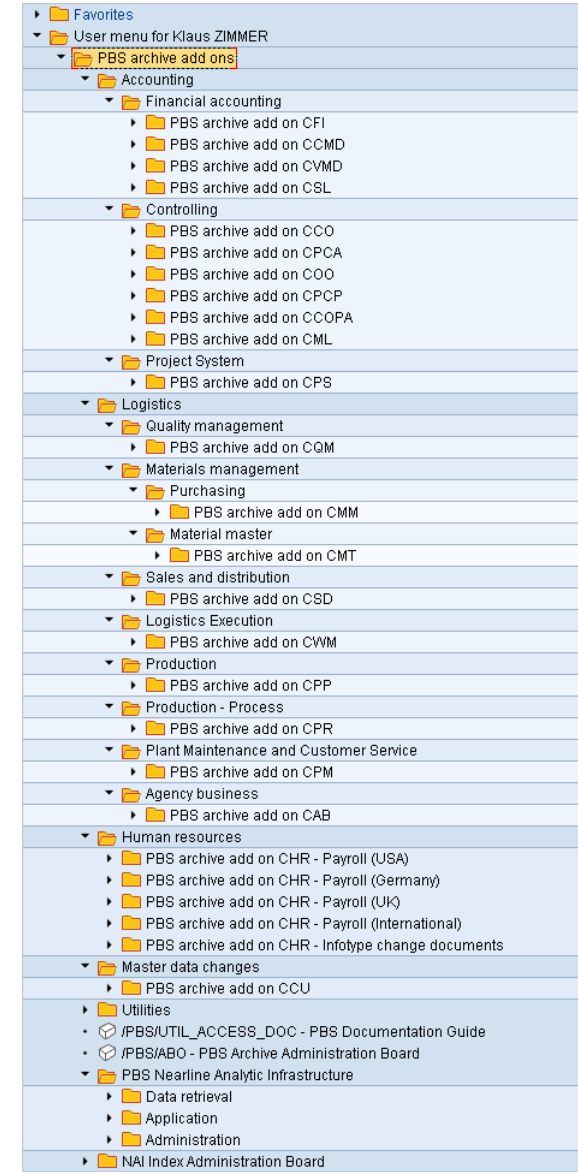 Favorites
User menu for Klaus ZIMMER
PBS archive add ons
Accounting
Financial accounting
PBS archive add on CFI
PBS archive add on CCMD
PBS archive add on CVMD
PBS archive add on CSL
Controlling
PBS archive add on CCO
PBS archive add on CPCA
PBS archive add on COO
PBS archive add on CPCP
PBS archive add on CCOPA
PBS archive add on CML
Project System
PBS archive add on CPS
Logistics
Quality management
PBS archive add on CQM
Materials management
Purchasing
PBS archive add on CMM
Material master
PBS archive add on CMT
Sales and distribution
PBS archive add on CSD
Logistics Execution
PBS archive add on CWM
Production
PBS archive add on CPP
Production - Process
PBS archive add on CPR
Plant Maintenance and Customer Service
PBS archive add on CPM
Agency business
PBS archive add on CAB
Human resources
PBS archive add on CHR - Payroll (USA)
PBS archive add on CHR - Payroll (Germany)
PBS archive add on CHR - Payroll (UK)
PBS archive add on CHR - Payroll (International)
PBS archive add on CHR - Infotype change documents
Master data changes
PBS archive add on CCU
Utilities
/PBS/UTIL_ACCESS_DOC - PBS Documentation Guide
/PBS/ABO - PBS Archive Administration Board
PBS Nearline Analytic Infrastructure
Data retrieval
Application
Administration
NAI Index Administration Board